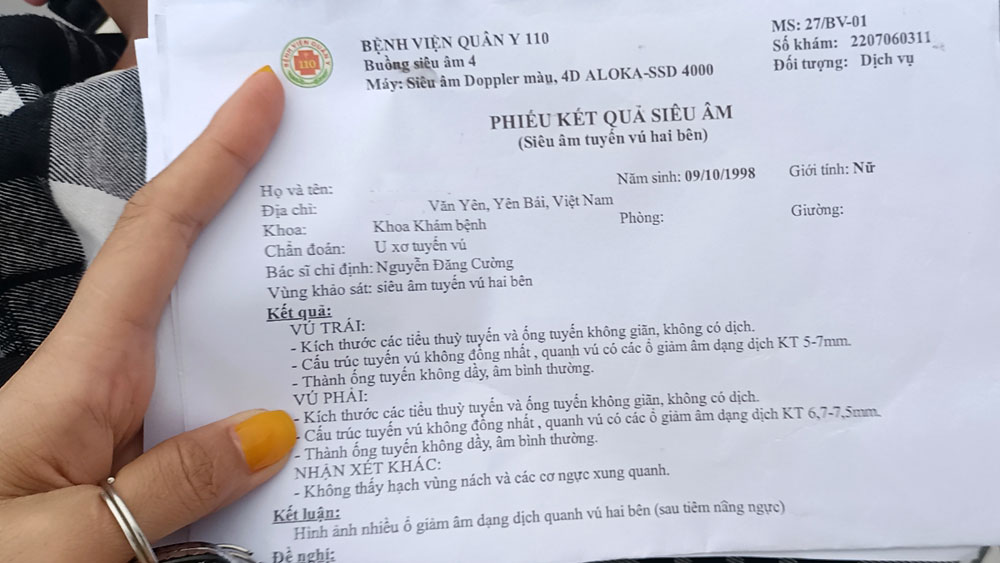 BỆNH VIỆN QUÂN Y 110
BỆNH VIỆN QUÂN Y 110
Buồng siêu âm 4
Máy: Siêu âm Doppler màu, 4D ALOKA-SSD 4000
MS: 27/BV-01
Số khám: 2207060311
Đối tượng: Dịch vụ
PHIẾU KẾT QUẢ SIÊU ÂM
(Siêu âm tuyến vú hai bên)
Họ và tên:
Năm sinh: 09/10/1998 Giới tính: Nữ
Địa chỉ: Văn Yên, Yên Bái, Việt Nam
Khoa: Khoa Khám bệnh Phòng: Giường:
Chẩn đoán: U xơ tuyến vú
Bác sĩ chỉ định: Nguyễn Đăng Cường
Vùng khảo sát: siêu âm tuyến vú hai bên
Kết quả:
VÚ TRÁI:
- Kích thước các tiểu thuỳ tuyến và ống tuyến không giãn, không có dịch.
- Cấu trúc tuyến vú không đồng nhất , quanh vú có các ổ giảm âm dạng dịch KT 5-7mm.
- Thành ống tuyến không dầy, âm bình thường.
VÚ PHẢI:
- Kích thước các tiểu thuỳ tuyến và ống tuyến không giãn, không có dịch.
- Cấu trúc tuyến vú không đồng nhất , quanh vú có các ổ giảm âm dạng dịch KT 6,7-7,5mm.
- Thành ống tuyến không dầy, âm bình thường.
NHẬN XÉT KHÁC:
- Không thấy hạch vùng nách và các cơ ngực xung quanh.
Kết luận:
Hình ảnh nhiều ổ giảm âm dạng dịch quanh vú hai bên (sau tiêm nâng ngực)
Đề nghị: